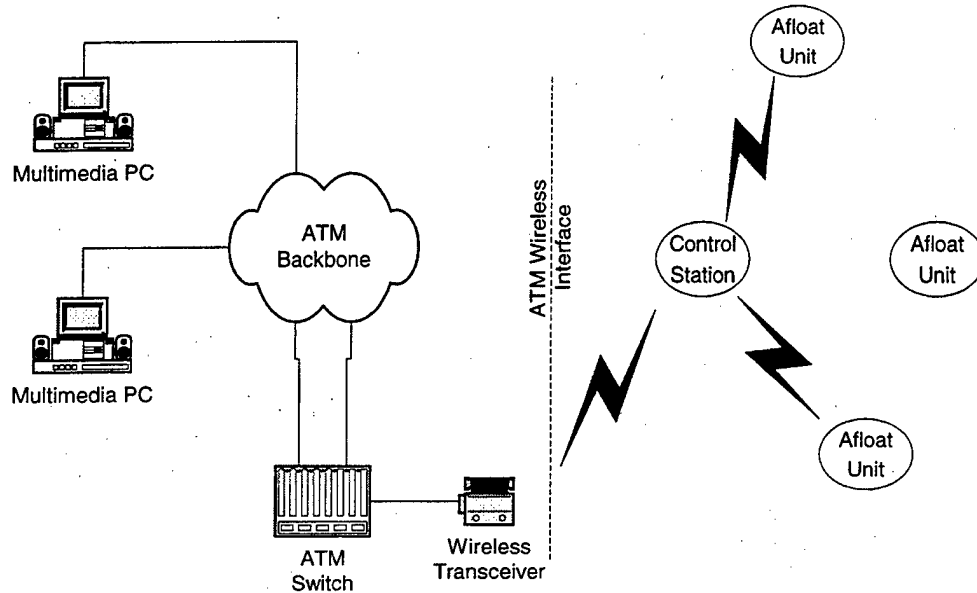 Afloat
Unit
Multimedia PC
ATM
Backbone
ATM Wireless
Interface
Control
Station
Afloat
Unit
Multimedia PC
Afloat
Unit
ATM
Switch
Wireless
Transceiver